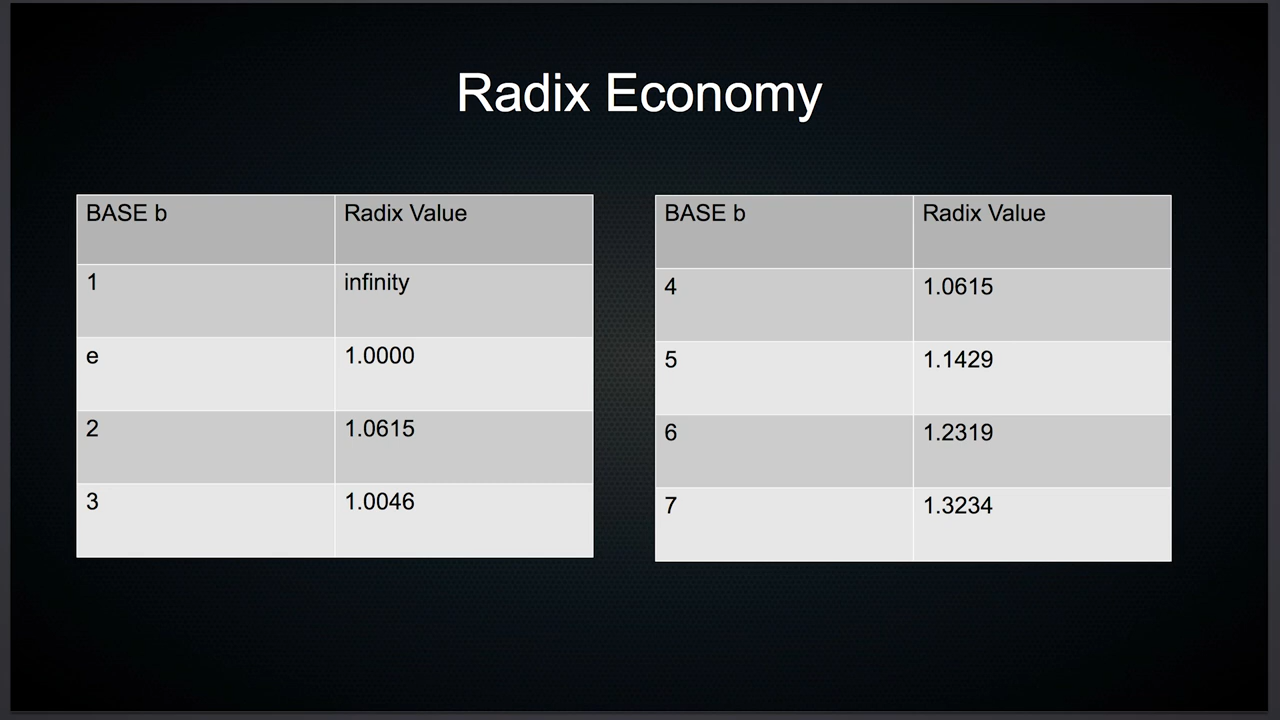 Radix Economy
BASE b Radix Value
1 infinity
e 1.0000
2 1.0615
3 1.0046
BASE b Radix Value
4 1.0615
5 1.1429
6 1.2319
7 1.3234